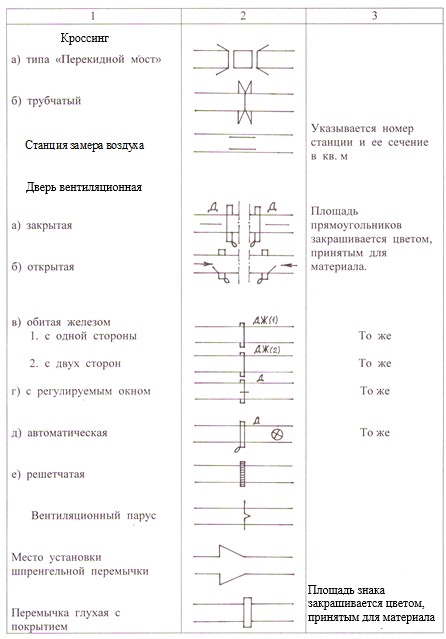 1 2 3
Кроссинг
а) типа «Перекидной мост»
б) трубчатый
Станция замера воздуха
Указывается номер
станции и ее сечение
в кв. м
Дверь вентиляционная
Д Д
а) закрытая
б) открытая
Площадь
прямоугольников
закрашивается цветом,
принятым для
материала.
в) обитая железом
ДЖ(1)
1. с одной стороны
То же
ДЖ(2)
2. с двух сторон
То же
Д
г) с регулируемым окном
То же
Д
д) автоматическая
То же
е) решетчатая
Вентиляционный парус
Место установки
шпренгельной перемычки
Перемычка глухая с
покрытием
Площадь знака
закрашивается цветом,
принятым для материала